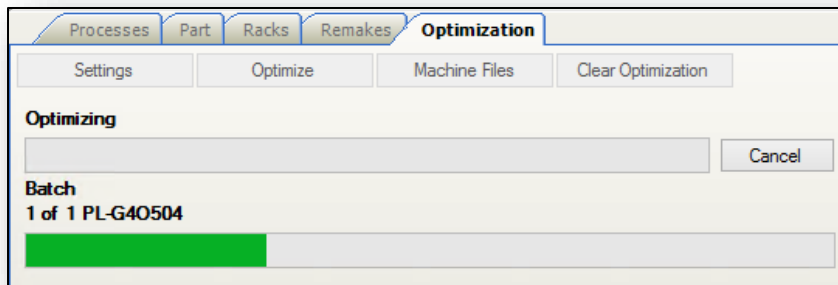 Processes Part Racks Remakes Optimization
Settings Optimize Machine Files Clear Optimization
Optimizing
Cancel
Batch
1 of 1 PL-G4O504